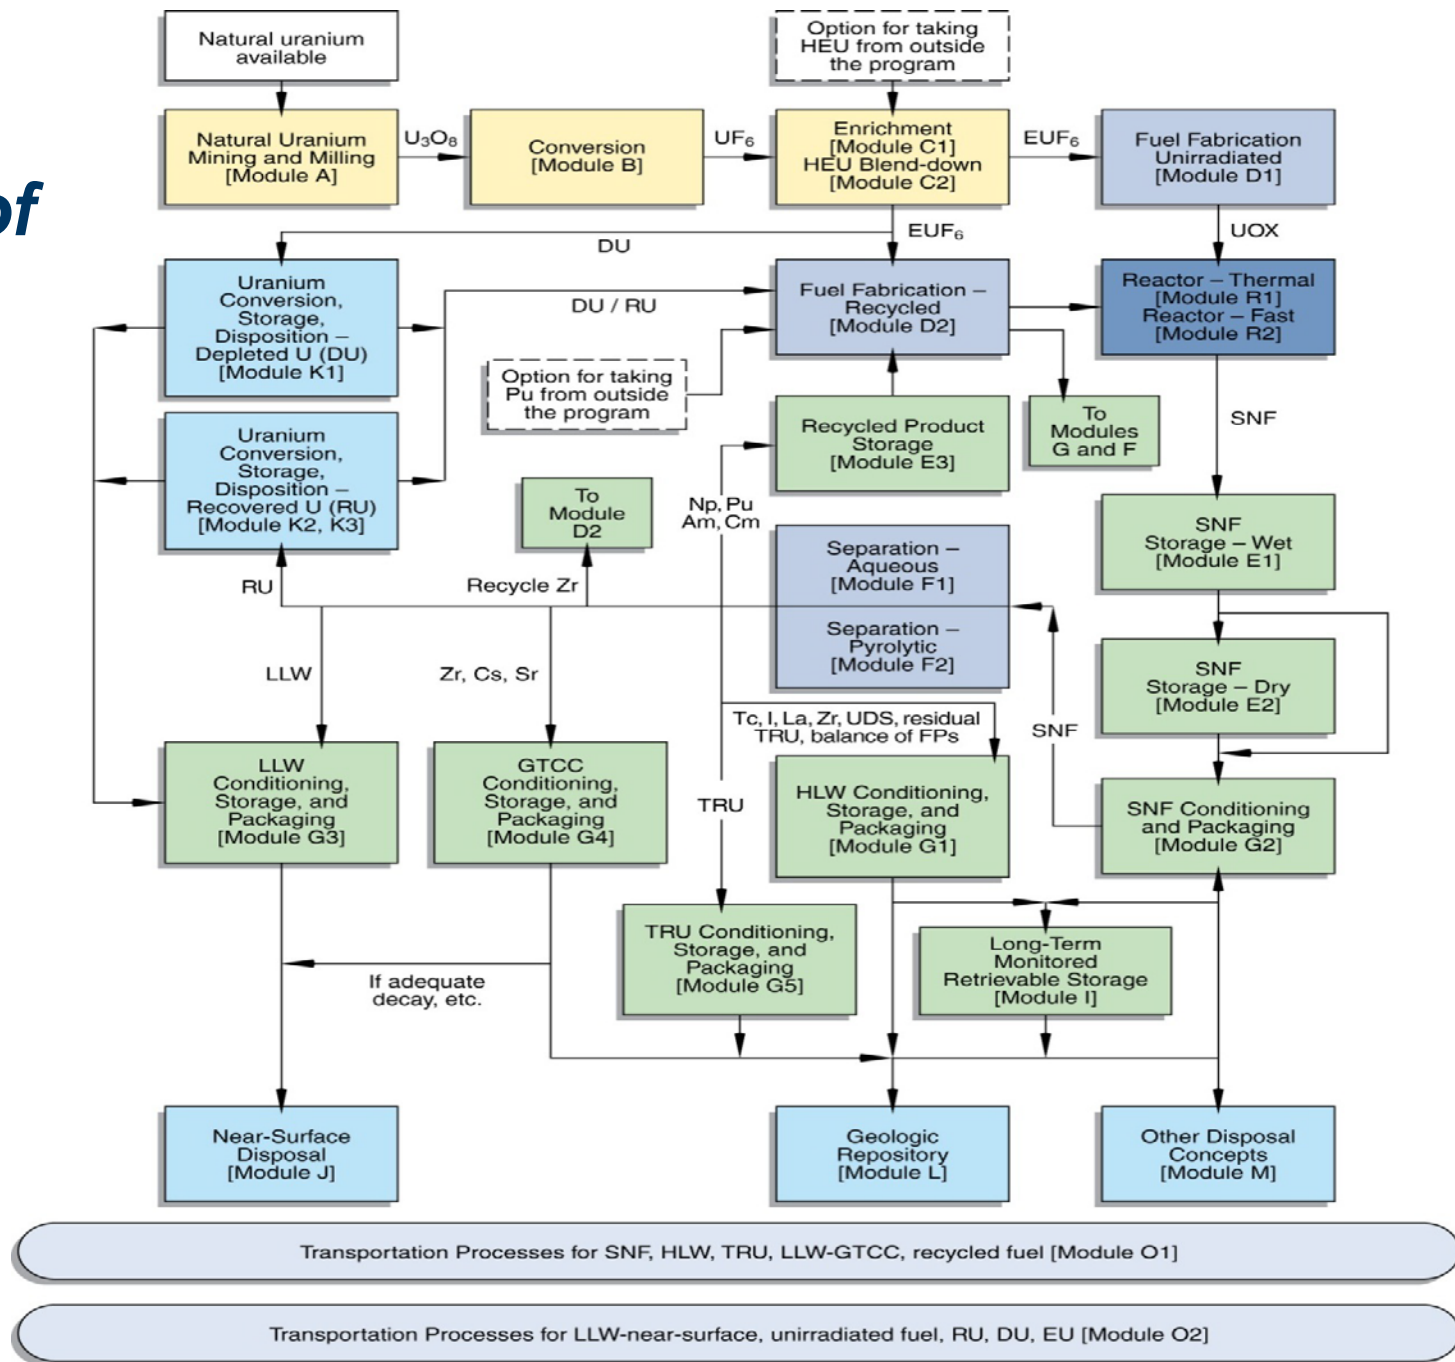 of
Natural uranium
available
Option for taking
HEU from outside
the program
Natural Uranium
Mining and Milling
[Module A]
U₃O₈
Conversion
[Module B]
UF₆
Enrichment
[Module C1]
HEU Blend-down
[Module C2]
EUF₆
Fuel Fabrication
Unirradiated
[Module D1]
DU
EUF₆
UOX
Uranium
Conversion,
Storage,
Disposition –
Depleted U (DU)
[Module K1]
DU / RU
Fuel Fabrication –
Recycled
[Module D2]
Reactor – Thermal
[Module R1]
Reactor – Fast
[Module R2]
Option for taking
Pu from outside
the program
Recycled Product
Storage
[Module E3]
To
Modules
G and F
SNF
Uranium
Conversion,
Storage,
Disposition –
Recovered U (RU)
[Module K2, K3]
To
Module
D2
Np, Pu
Am, Cm
SNF
Storage – Wet
[Module E1]
Separation –
Aqueous
[Module F1]
RU
Recycle Zr
Separation –
Pyrolytic
[Module F2]
LLW
Zr, Cs, Sr
SNF
Storage – Dry
[Module E2]
Tc, I, La, Zr, UDS, residual
TRU, balance of FPs
SNF
LLW
Conditioning,
Storage, and
Packaging
[Module G3]
GTCC
Conditioning,
Storage, and
Packaging
[Module G4]
TRU
HLW Conditioning,
Storage, and
Packaging
[Module G1]
SNF Conditioning
and Packaging
[Module G2]
TRU Conditioning,
Storage, and
Packaging
[Module G5]
Long-Term
Monitored
Retrievable Storage
[Module I]
If adequate
decay, etc.
Near-Surface
Disposal
[Module J]
Geologic
Repository
[Module L]
Other Disposal
Concepts
[Module M]
Transportation Processes for SNF, HLW, TRU, LLW-GTCC, recycled fuel [Module O1]
Transportation Processes for LLW-near-surface, unirradiated fuel, RU, DU, EU [Module O2]